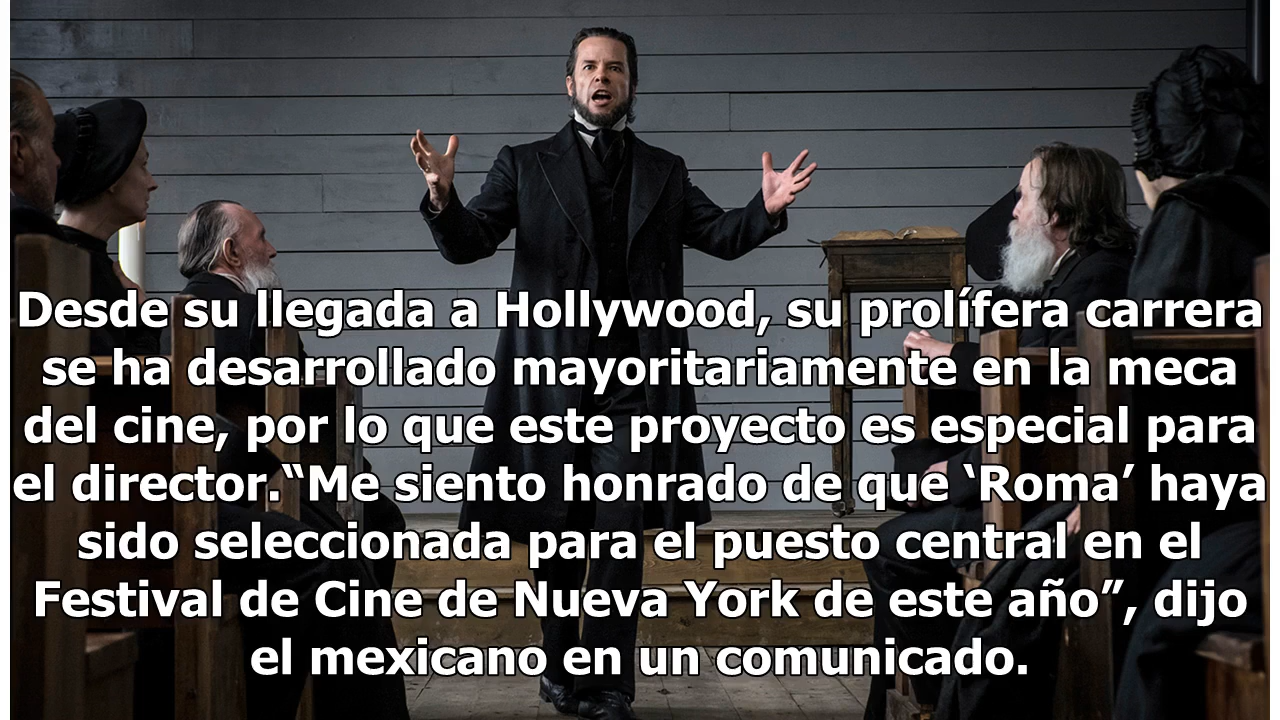 Desde su llegada a Hollywood, su prolífera carrera
se ha desarrollado mayoritariamente en la meca
del cine, por lo que este proyecto es especial para
el director.“Me siento honrado de que ‘Roma’ haya
sido seleccionada para el puesto central en el
Festival de Cine de Nueva York de este año”, dijo
el mexicano en un comunicado.